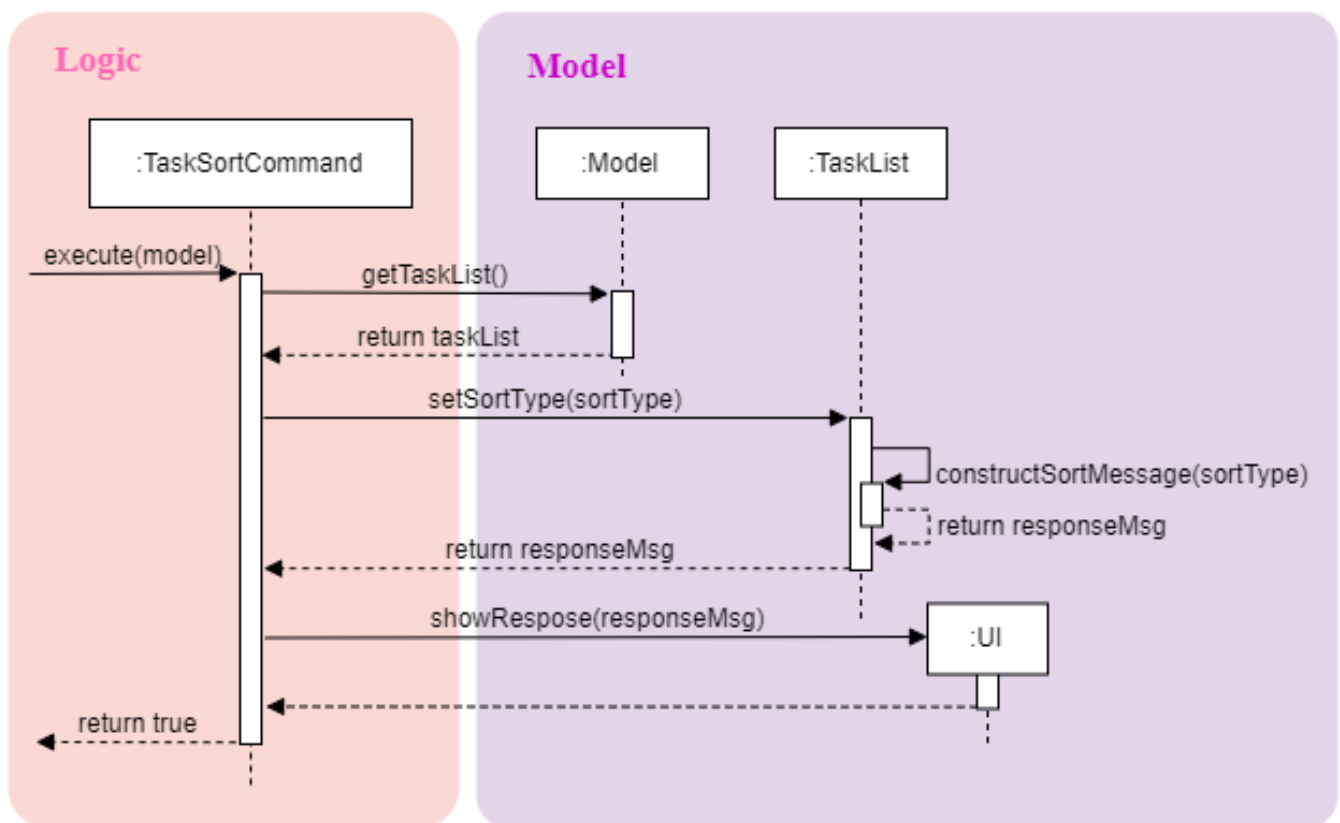 Logic
Model
:TaskSortCommand
:Model
:TaskList
execute(model)
getTaskList()
return taskList
setSortType(sortType)
constructSortMessage(sortType)
return responseMsg
return responseMsg
showRespose(responseMsg)
:UI
return true